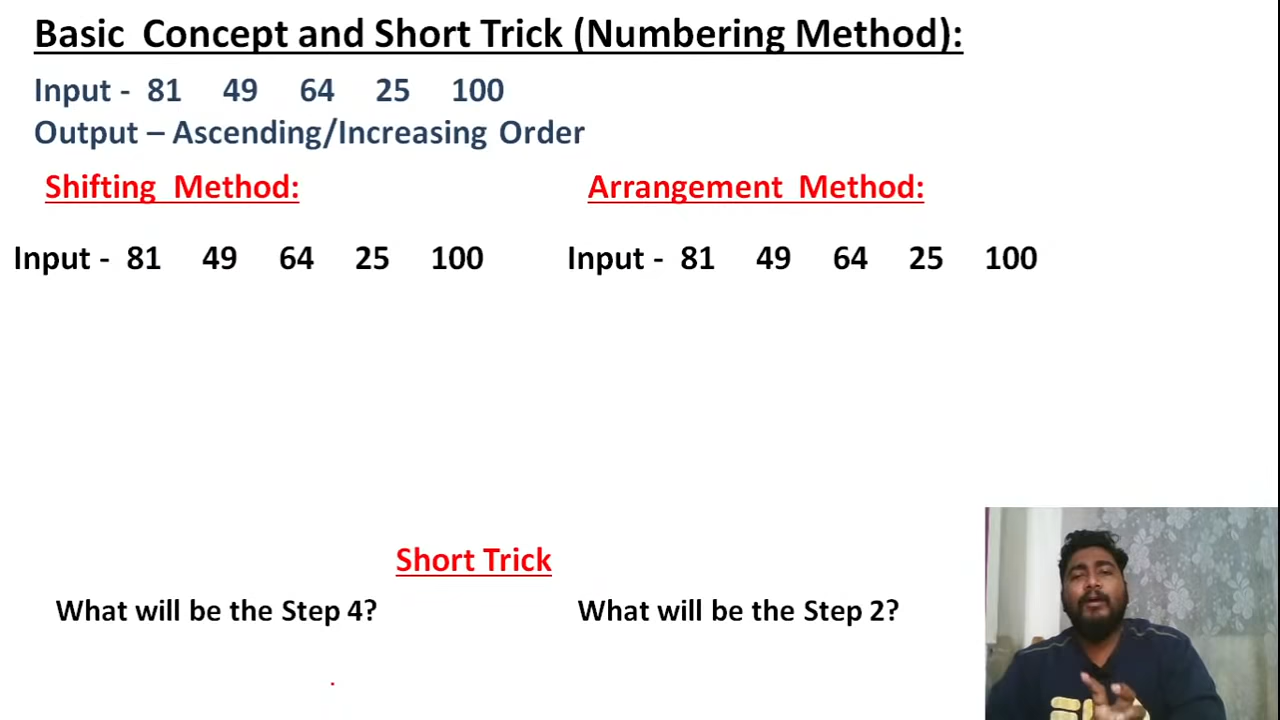 Basic Concept and Short Trick (Numbering Method):
Input - 81 49 64 25 100
Output – Ascending/Increasing Order
Shifting Method:
Input - 81 49 64 25 100
Arrangement Method:
Input - 81 49 64 25 100
Short Trick
What will be the Step 4?
What will be the Step 2?